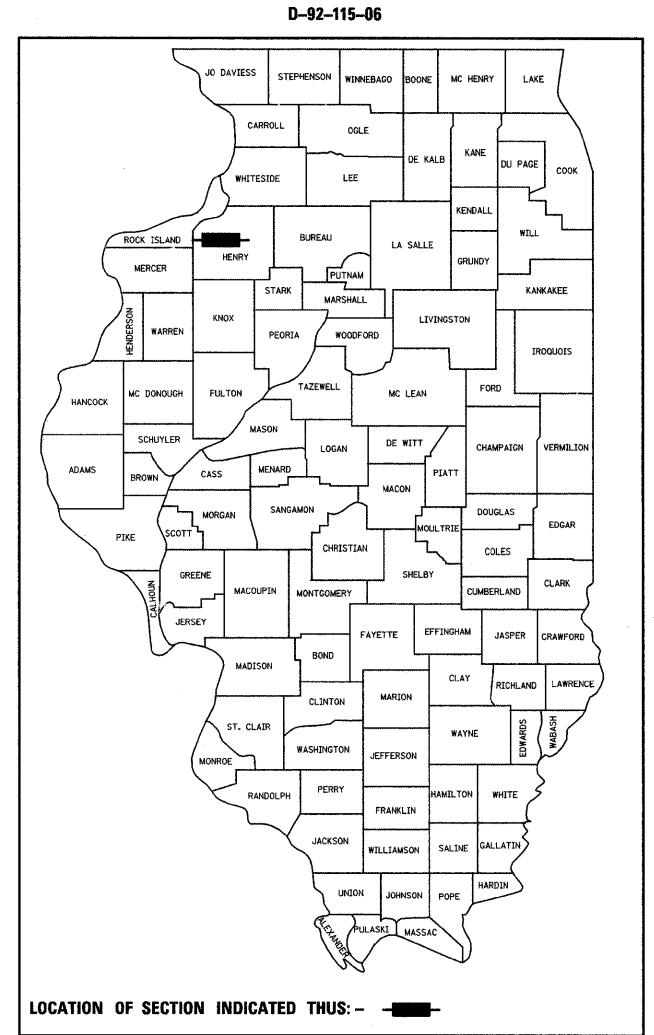 D-92-115-06
JO DAVIESS STEPHENSON WINNEBAGO BOONE MC HENRY LAKE
CARROLL OGLE DE KALB KANE DU PAGE COOK
WHITESIDE LEE
KENDALL WILL
ROCK ISLAND HENRY BUREAU LA SALLE GRUNDY
MERCER PUTNAM
STARK MARSHALL KANKAKEE
HENDERSON WARREN KNOX PEORIA WOODFORD LIVINGSTON
IROQUOIS
HANCOCK MC DONOUGH FULTON TAZEWELL MC LEAN FORD
MASON
SCHUYLER LOGAN DE WITT CHAMPAIGN VERMILION
ADAMS BROWN CASS MENARD PIATT
MACON
MORGAN SANGAMON DOUGLAS
PIKE SCOTT MOULTRIE EDGAR
CHRISTIAN COLES
GREENE MACOUPIN MONTGOMERY SHELBY CLARK
CALHOUN CUMBERLAND
JERSEY FAYETTE EFFINGHAM JASPER CRAWFORD
MADISON BOND
CLAY RICHLAND LAWRENCE
CLINTON MARION
ST. CLAIR WAYNE EDWARDS WABASH
WASHINGTON JEFFERSON
MONROE
RANDOLPH PERRY HAMILTON WHITE
FRANKLIN
JACKSON WILLIAMSON SALINE GALLATIN
UNION JOHNSON POPE HARDIN
ALEXANDER PULASKI MASSAC
LOCATION OF SECTION INDICATED THUS: -